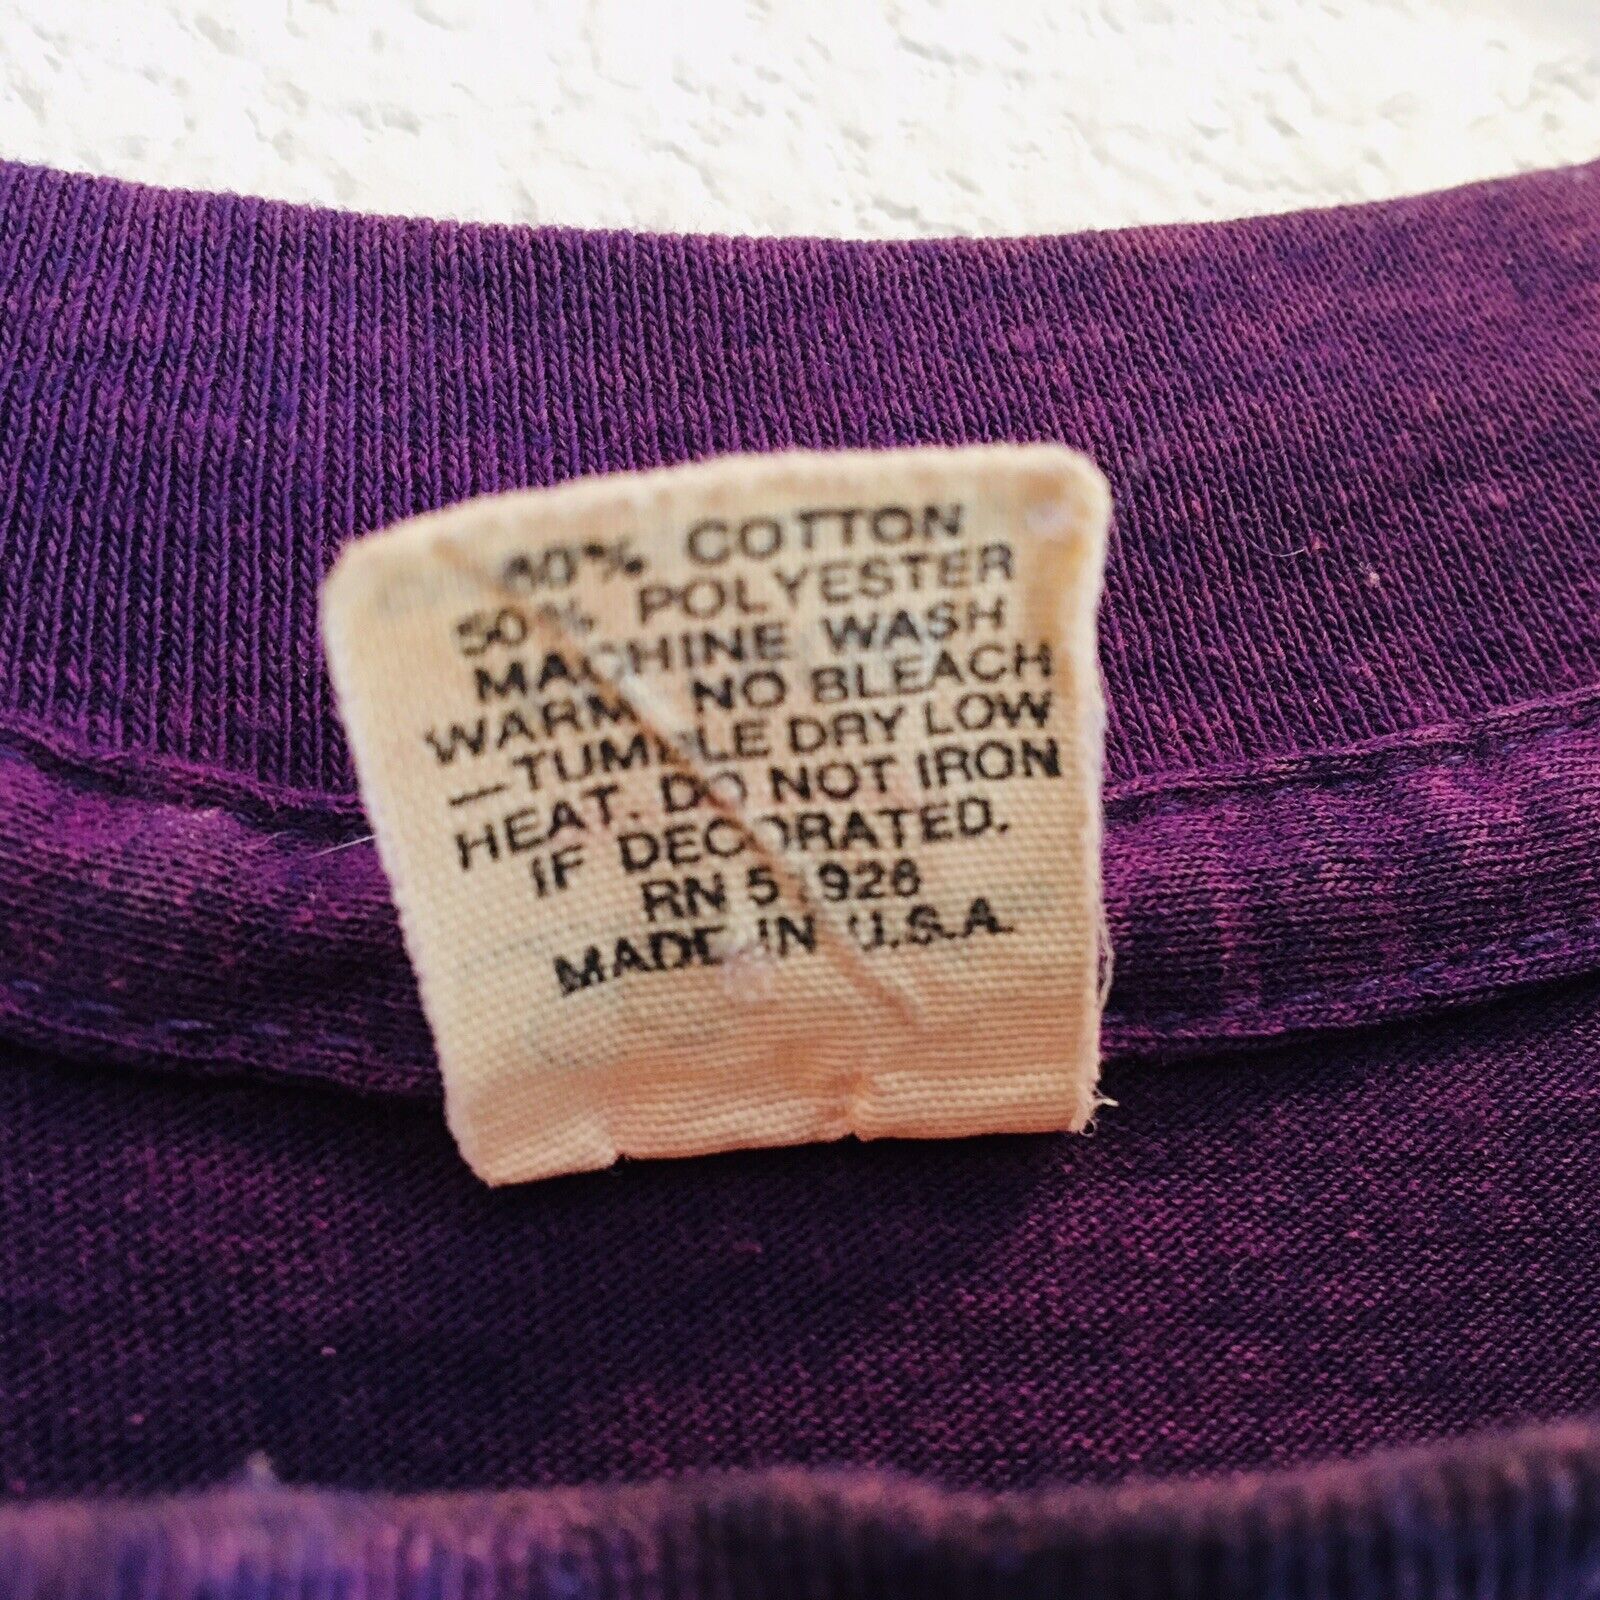 COTTON
50% POLYESTER
MACHINE WASH
WARM NO BLEACH
—TUMBLE DRY LOW
HEAT. DO NOT IRON
IF DECORATED.
RN
MADE IN U.S.A.